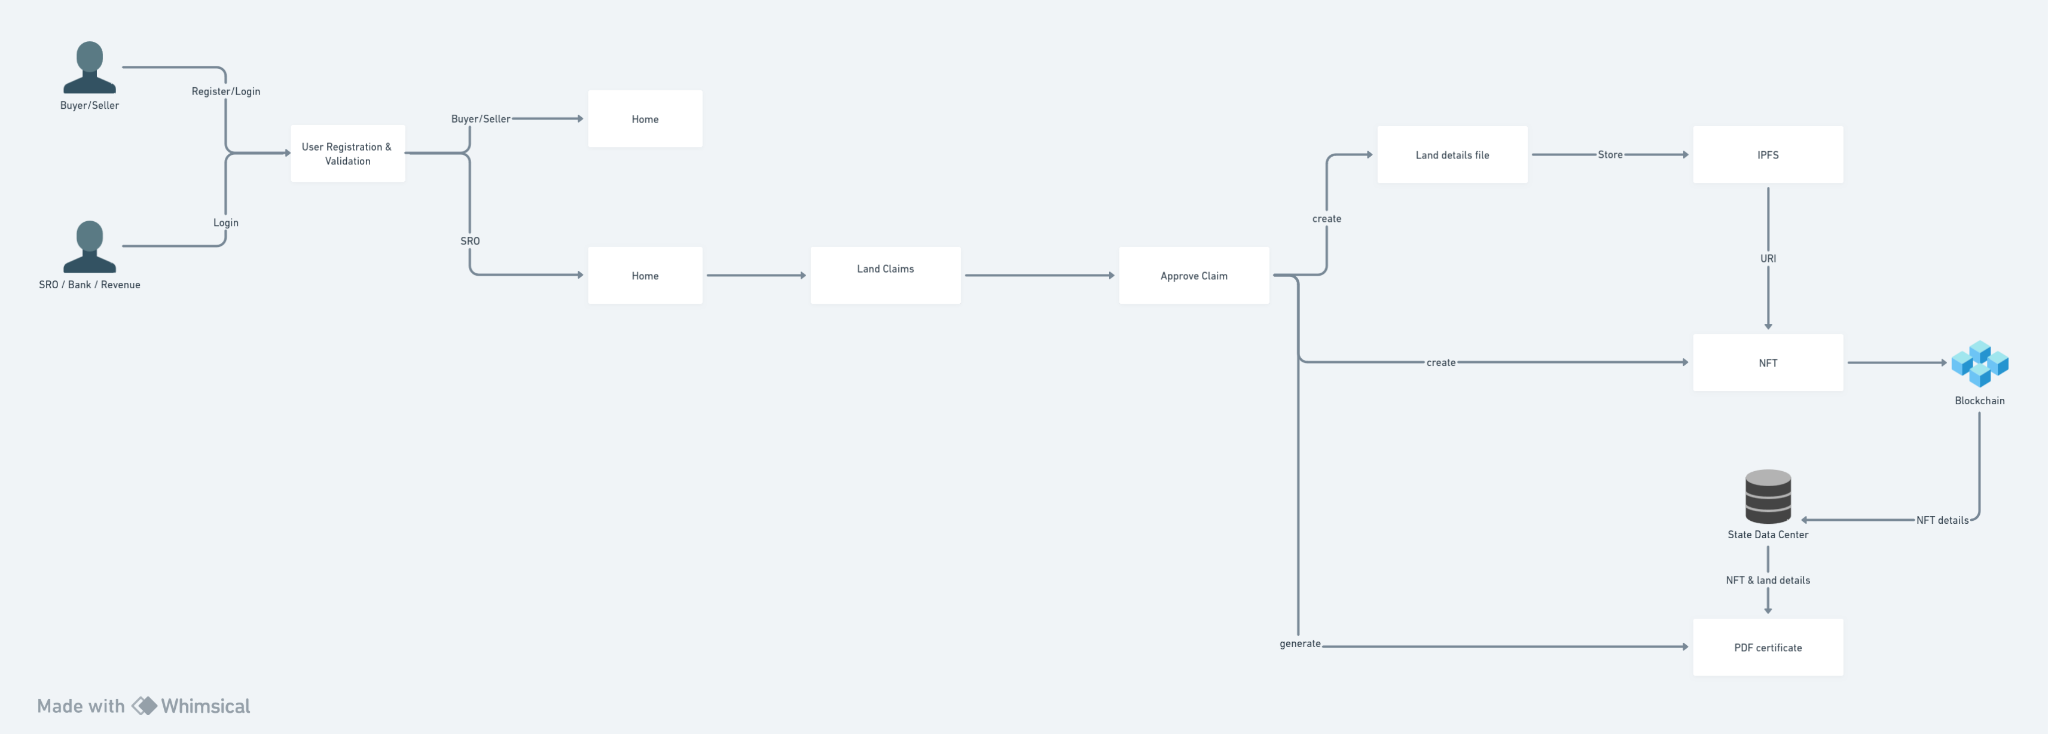 Buyer/Seller
Register/Login
User Registration &
Validation
Login
SRO / Bank / Revenue
Buyer/Seller
Home
SRO
Home
Land Claims
Approve Claim
create
Land details file
Store
IPFS
URI
create
NFT
Blockchain
NFT details
State Data Center
NFT & land details
generate
PDF certificate
Made with Whimsical